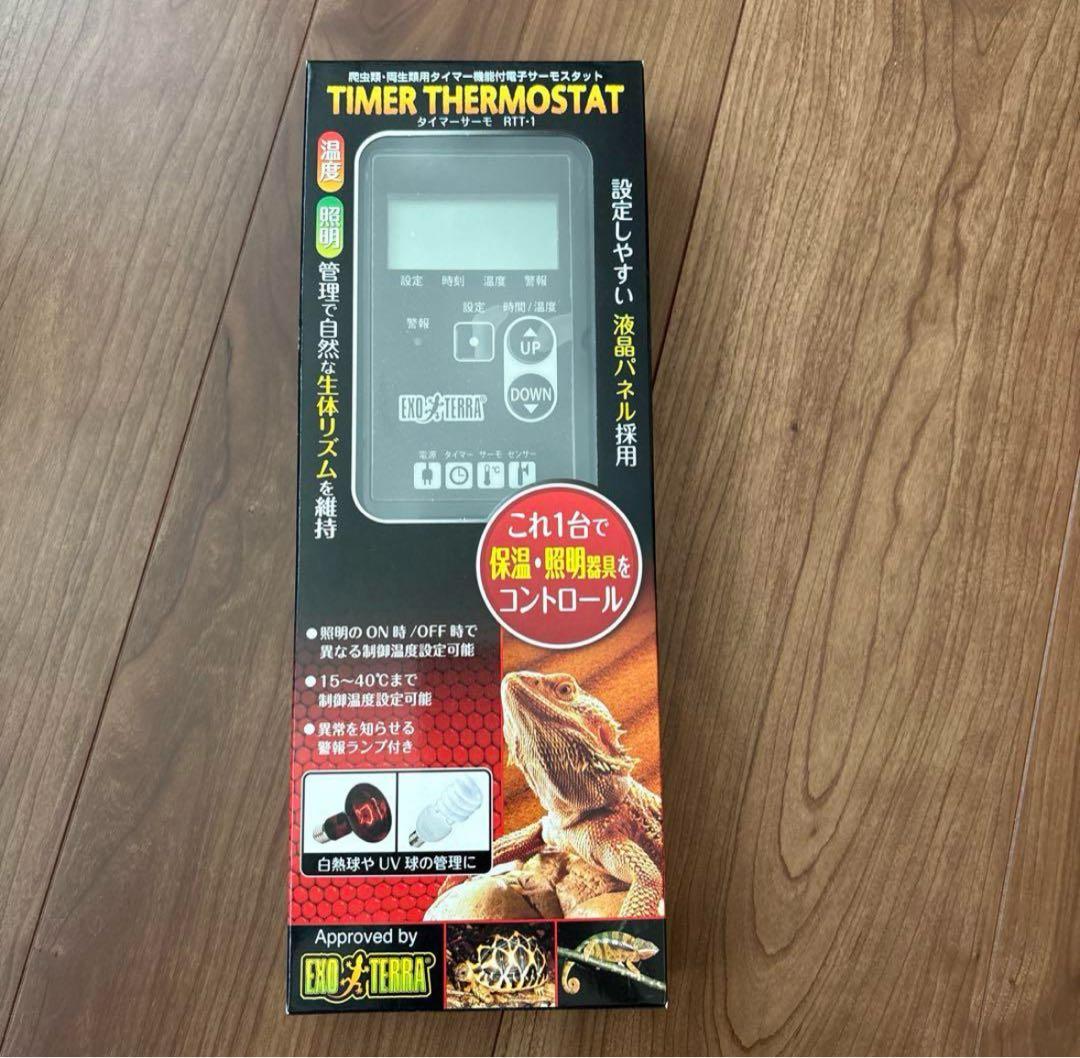 爬虫類・両生類用タイマー機能付電子サーモスタット
TIMER THERMOSTAT
タイマーサーモ RTT-1
温度
照明
管理で自然な生体リズムを維持
設定しやすい 液晶パネル採用
設定 時刻 温度 警報
設定 時間/温度
警報
UP
DOWN
EXO TERRA®
電源 タイマー サーモ センサー
℃
これ1台で
保温・照明器具を
コントロール
●照明の ON 時 /OFF 時で
異なる制御温度設定可能
●15～40℃まで
制御温度設定可能
●異常を知らせる
警報ランプ付き
白熱球や UV 球の管理に
Approved by
EXO TERRA®